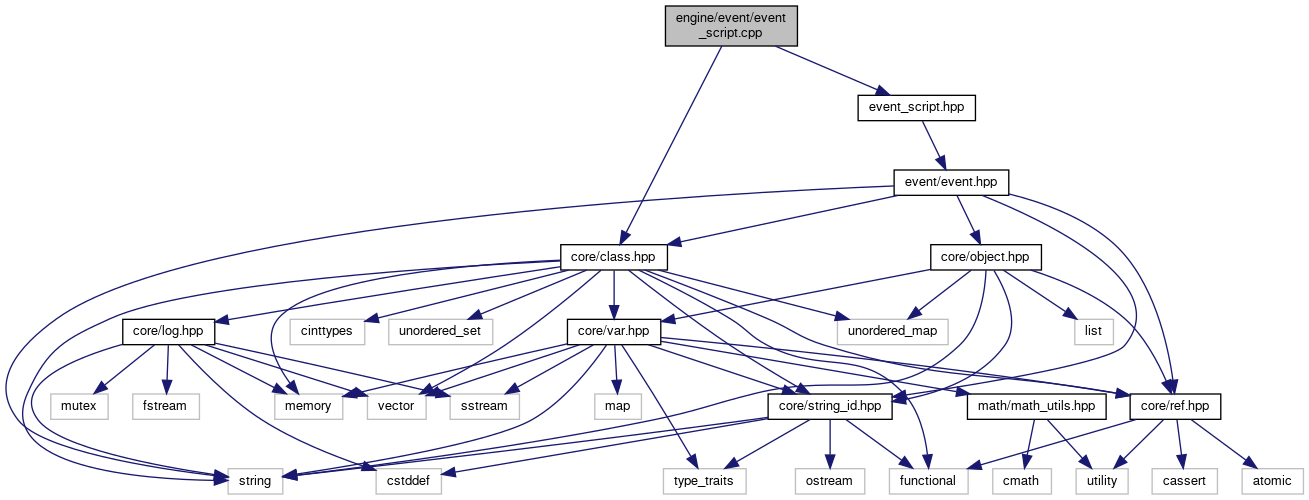 engine/event/event
_script.cpp
event_script.hpp
event/event.hpp
core/class.hpp
core/object.hpp
core/log.hpp
cinttypes
unordered_set
core/var.hpp
unordered_map
list
mutex
fstream
memory
vector
sstream
map
core/string_id.hpp
math/math_utils.hpp
core/ref.hpp
string
cstddef
type_traits
ostream
functional
cmath
utility
cassert
atomic